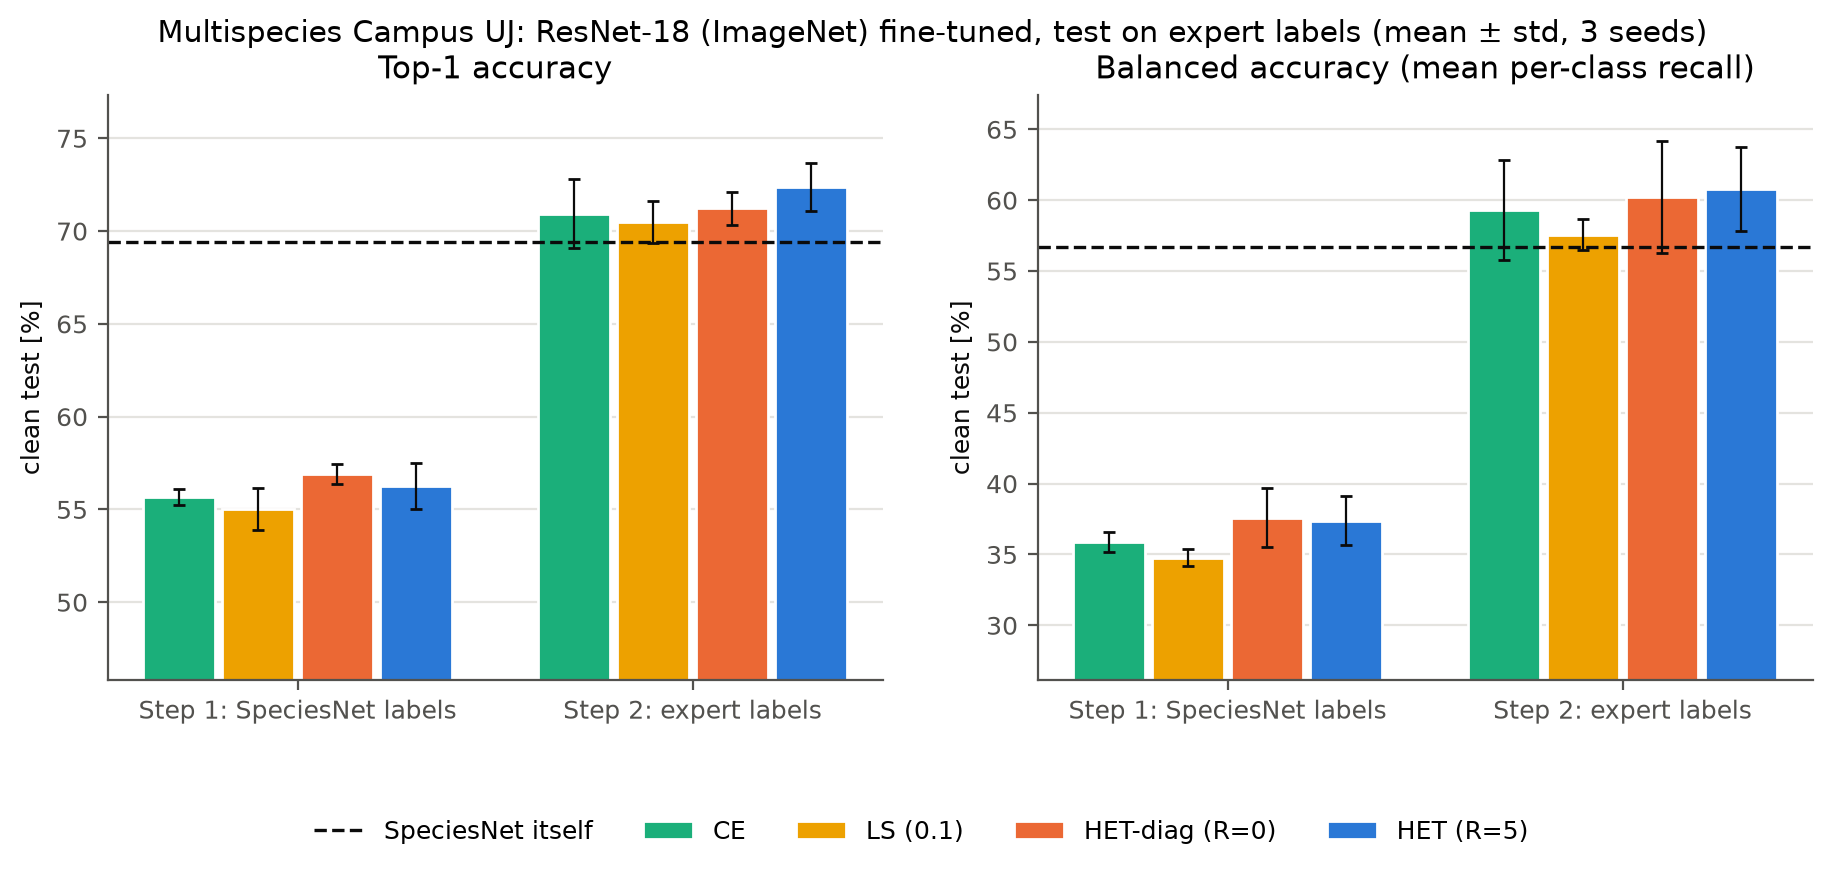 Multispecies Campus UJ: ResNet-18 (ImageNet) fine-tuned, test on expert labels (mean ± std, 3 seeds)
Top-1 accuracy
clean test [%]
75
70
65
60
55
50
Step 1: SpeciesNet labels
Step 2: expert labels
Balanced accuracy (mean per-class recall)
clean test [%]
65
60
55
50
45
40
35
30
Step 1: SpeciesNet labels
Step 2: expert labels
SpeciesNet itself
CE
LS (0.1)
HET-diag (R=0)
HET (R=5)